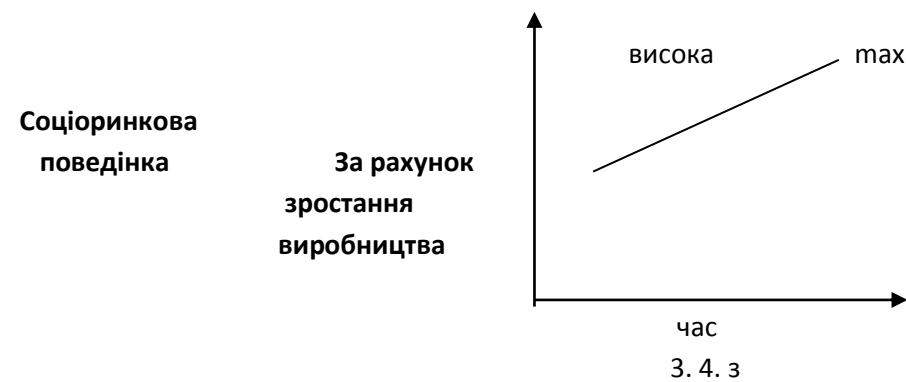 висока max
Соціоринкова
поведінка За рахунок
зростання
виробництва
час
3. 4. з